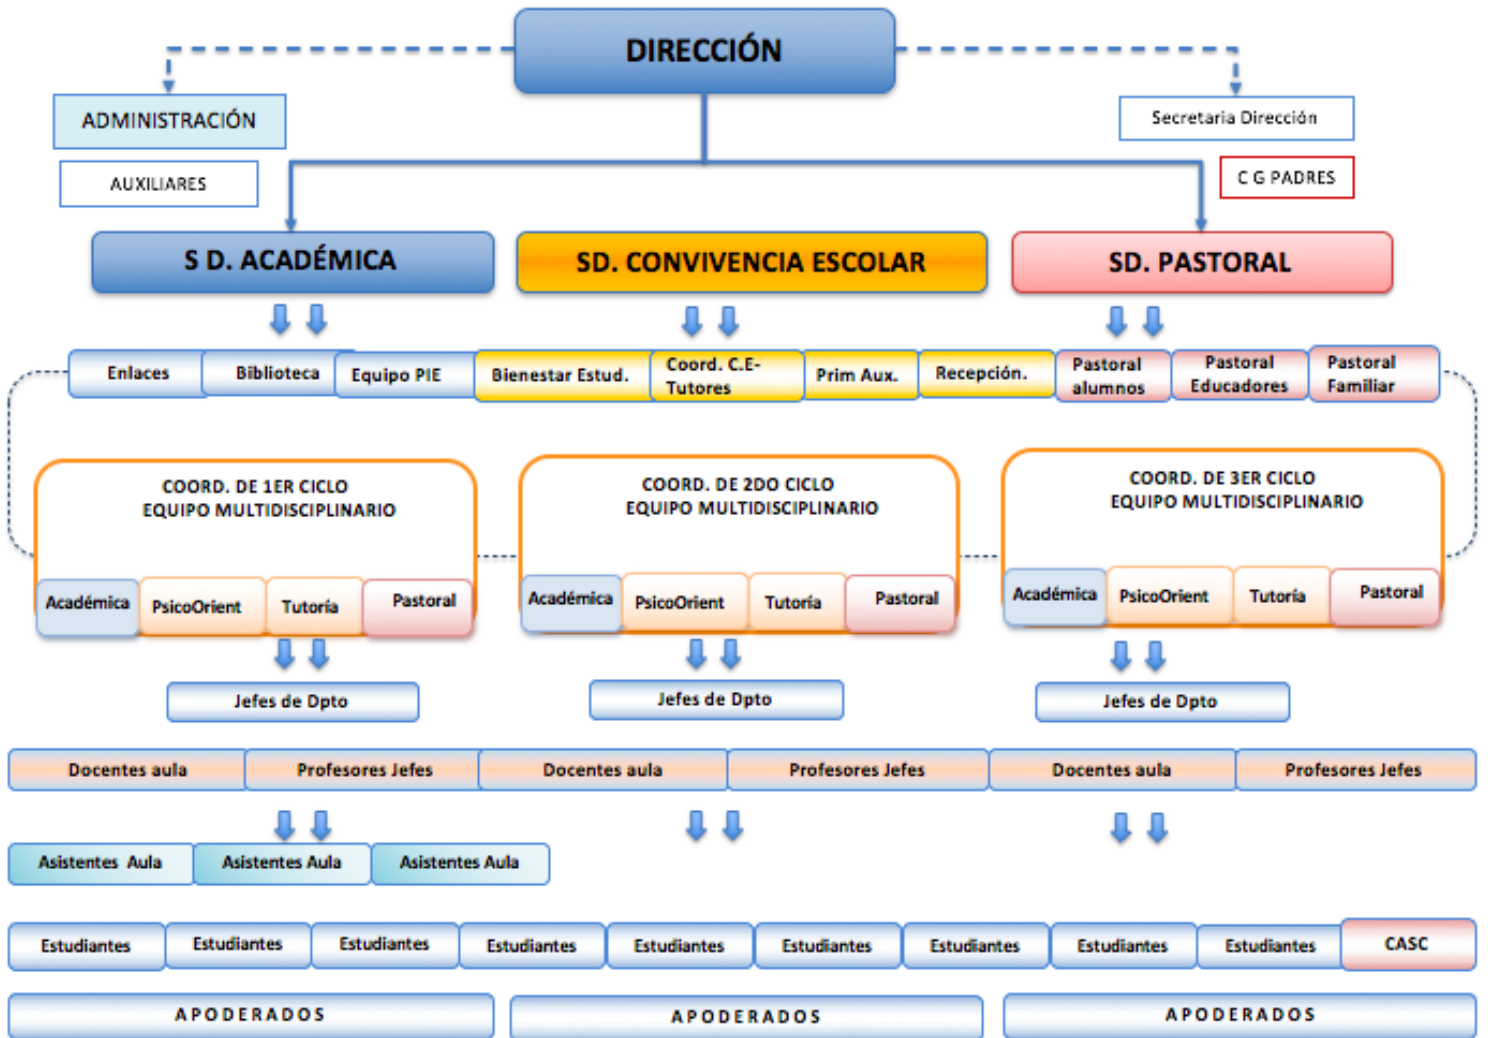 DIRECCIÓN
ADMINISTRACIÓN
Secretaria Dirección
AUXILIARES
C G PADRES
S D. ACADÉMICA
SD. CONVIVENCIA ESCOLAR
SD. PASTORAL
Enlaces
Biblioteca
Equipo PIE
Bienestar Estud.
Coord. C.E-
Tutores
Prim Aux.
Recepción.
Pastoral
alumnos
Pastoral
Educadores
Pastoral
Familiar
COORD. DE 1ER CICLO
EQUIPO MULTIDISCIPLINARIO
Académica
PsicoOrient
Tutoría
Pastoral
COORD. DE 2DO CICLO
EQUIPO MULTIDISCIPLINARIO
Académica
PsicoOrient
Tutoría
Pastoral
COORD. DE 3ER CICLO
EQUIPO MULTIDISCIPLINARIO
Académica
PsicoOrient
Tutoría
Pastoral
Jefes de Dpto
Jefes de Dpto
Jefes de Dpto
Docentes aula
Profesores Jefes
Docentes aula
Profesores Jefes
Docentes aula
Profesores Jefes
Asistentes Aula
Asistentes Aula
Asistentes Aula
Estudiantes
Estudiantes
Estudiantes
Estudiantes
Estudiantes
Estudiantes
Estudiantes
Estudiantes
Estudiantes
CASC
A P O D E R A D O S
A P O D E R A D O S
A P O D E R A D O S